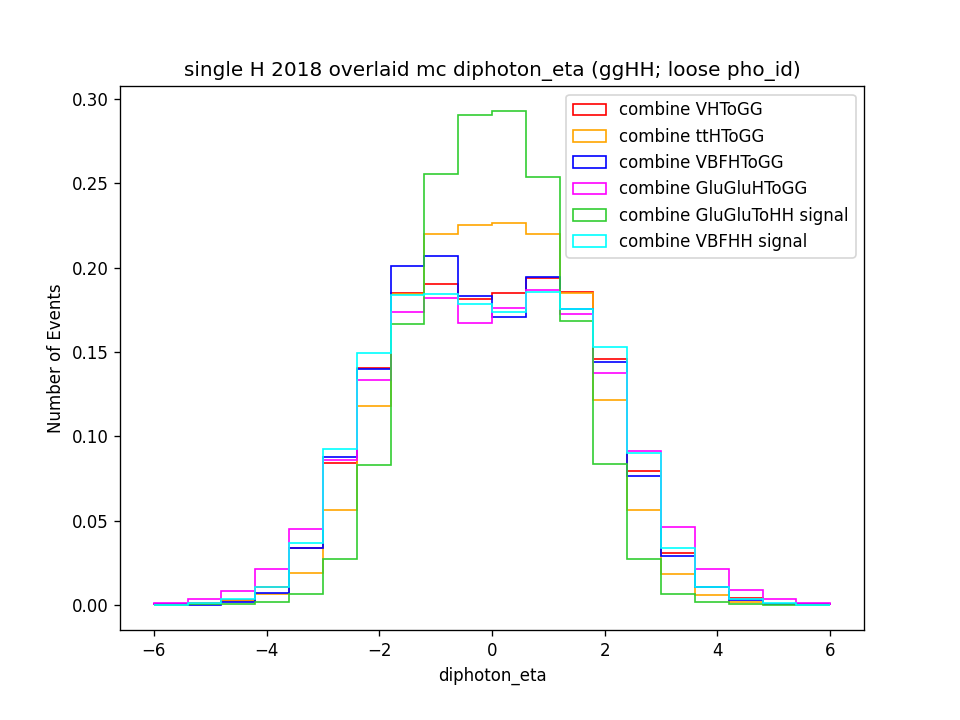 single H 2018 overlaid mc diphoton_eta (ggHH; loose pho_id)
combine VHToGG
combine ttHToGG
combine VBFHToGG
combine GluGluHToGG
combine GluGluToHH signal
combine VBFHH signal
Number of Events
0.30
0.25
0.20
0.15
0.10
0.05
0.00
−6
−4
−2
0
2
4
6
diphoton_eta